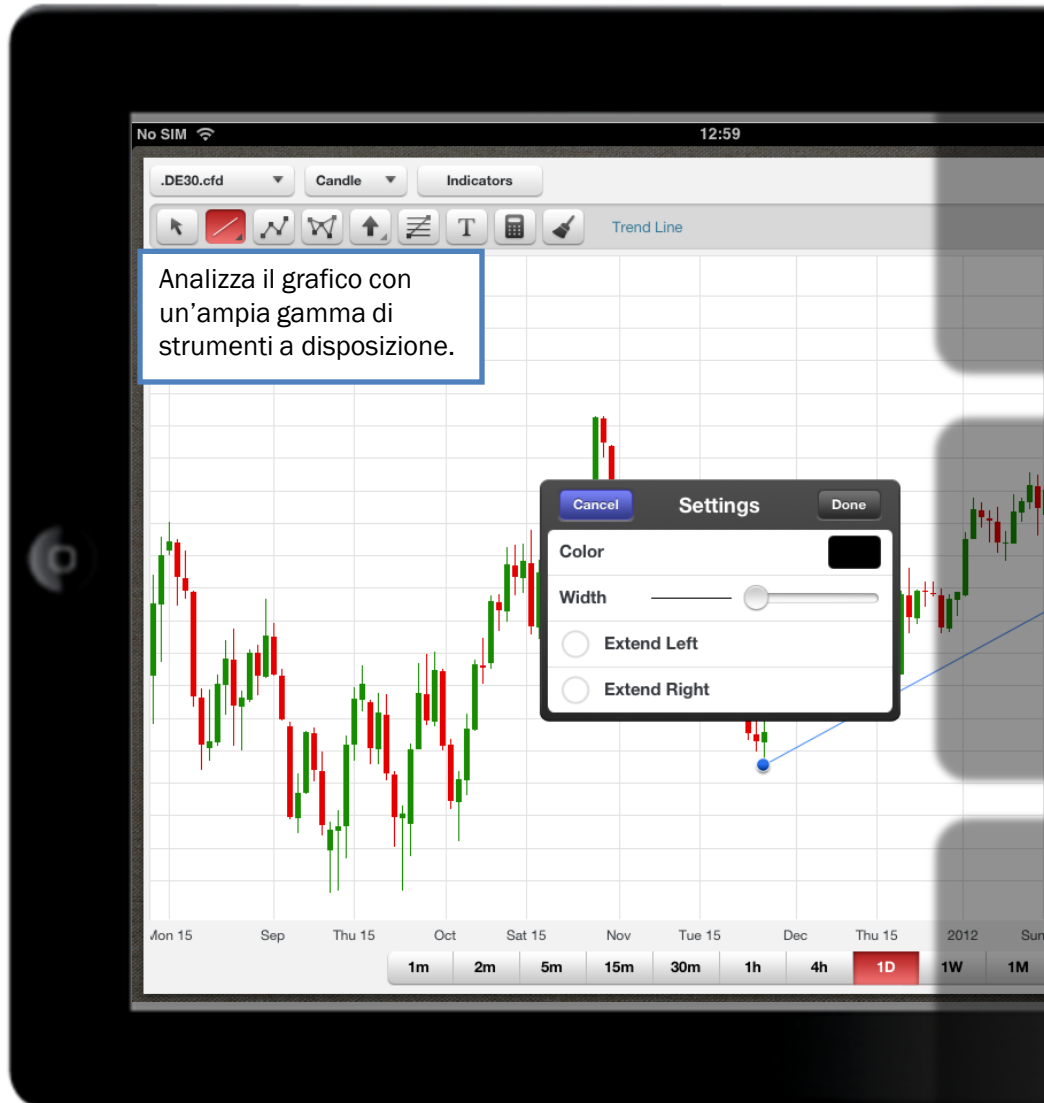 No SIM 12:59
.DE30.cfd Candle Indicators
T Trend Line
Analizza il grafico con
un’ampia gamma di
strumenti a disposizione.
Cancel Settings Done
Color
Width
Extend Left
Extend Right
Mon 15 Sep Thu 15 Oct Sat 15 Nov Tue 15 Dec Thu 15 2012 Sun
1m 2m 5m 15m 30m 1h 4h 1D 1W 1M